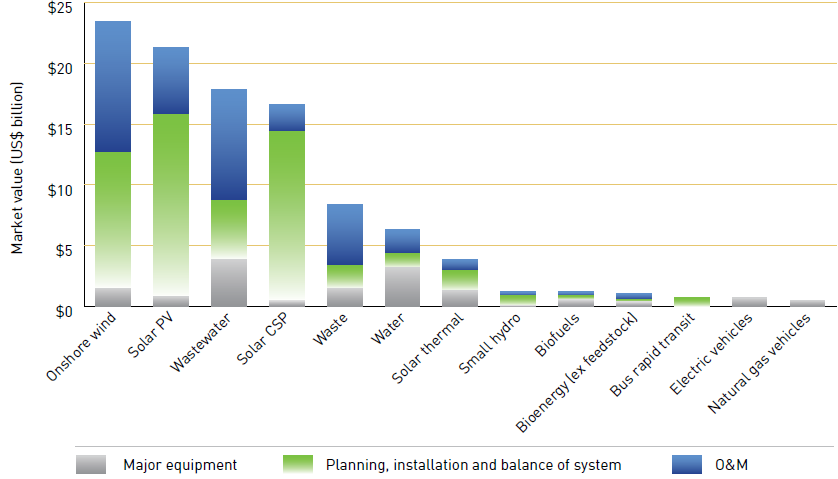 Market value (US$ billion)
$25
$20
$15
$10
$5
$0
Onshore wind
Solar PV
Wastewater
Solar CSP
Waste
Water
Solar thermal
Small hydro
Biofuels
Bioenergy (ex feedstock)
Bus rapid transit
Electric vehicles
Natural gas vehicles
Major equipment
Planning, installation and balance of system
O&M